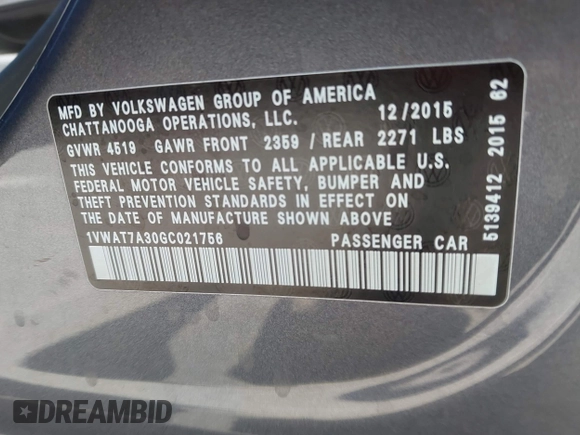 MFD BY VOLKSWAGEN GROUP OF AMERICA
CHATTANOOGA OPERATIONS, LLC. 12/2015
GVWR 4519 GAWR FRONT 2359 / REAR 2271 LBS
THIS VEHICLE CONFORMS TO ALL APPLICABLE U.S.
FEDERAL MOTOR VEHICLE SAFETY, BUMPER AND
THEFT PREVENTION STANDARDS IN EFFECT ON
THE DATE OF MANUFACTURE SHOWN ABOVE
1VWAT7A30GC021756 PASSENGER CAR
5139412 2015 62
DREAMBID